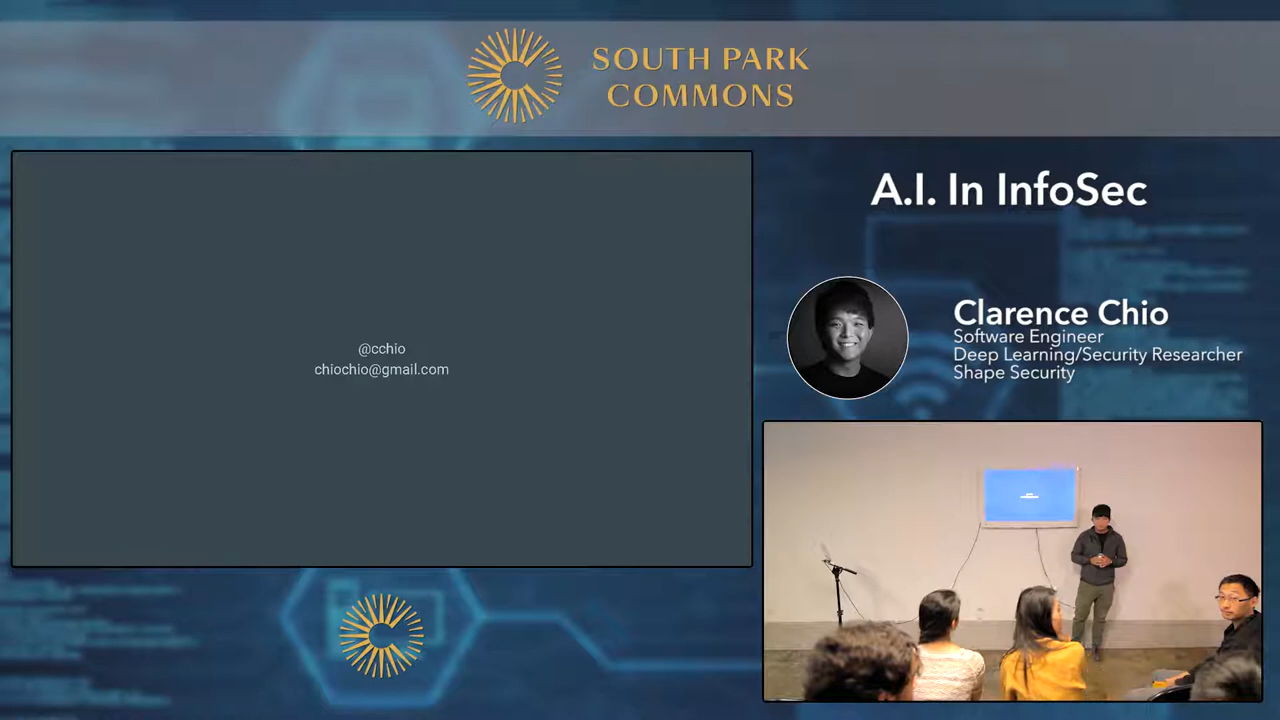 SOUTH PARK
COMMONS
@cchio
chiochio@gmail.com
A.I. In InfoSec
Clarence Chio
Software Engineer
Deep Learning/Security Researcher
Shape Security